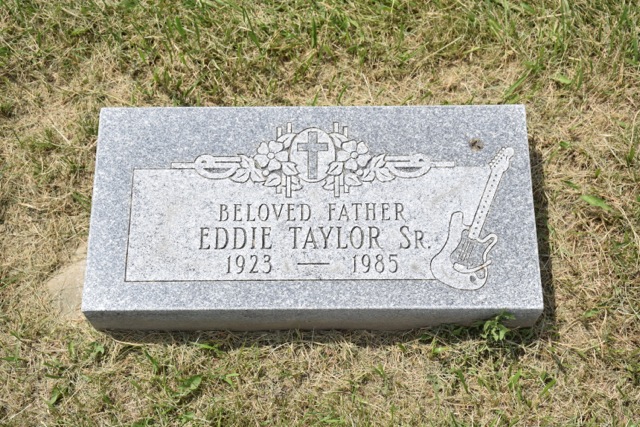 BELOVED FATHER
EDDIE TAYLOR SR.
1923 — 1985